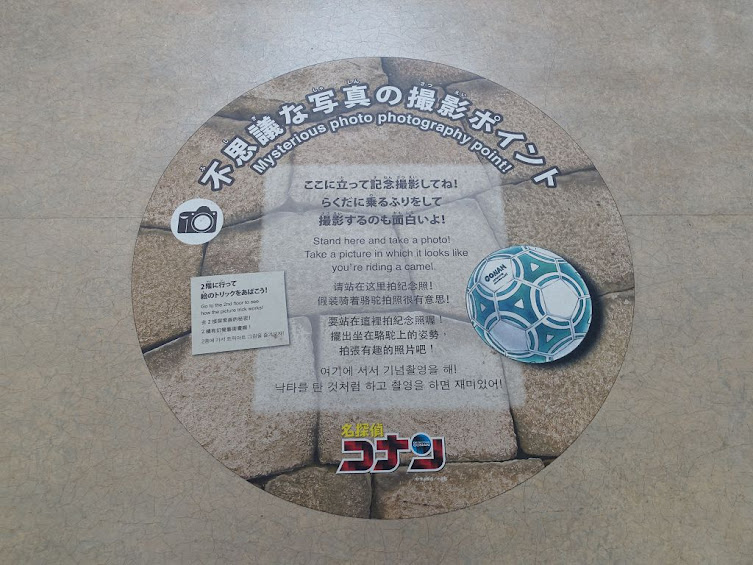 不思議な写真の撮影ポイント
Mysterious photo photography point!
ここに立って記念撮影してね!
らくだに乗るふりをして
撮影するのも面白いよ!
Stand here and take a photo!
Take a picture in which it looks like
you're riding a camel.
请站在这里拍纪念照!
假装骑着骆驼拍照很有意思!
要站在這裡拍紀念照喔!
擺出坐在駱駝上的姿勢,
拍張有趣的照片吧!
여기에 서서 기념촬영을 해!
낙타를 탄 것처럼 하고 촬영을 하면 재미있어!
2階に行って
絵のトリックをあばこう!
Go to the 2nd floor to see
how the picture trick works!
CONAN
名探偵
コナン